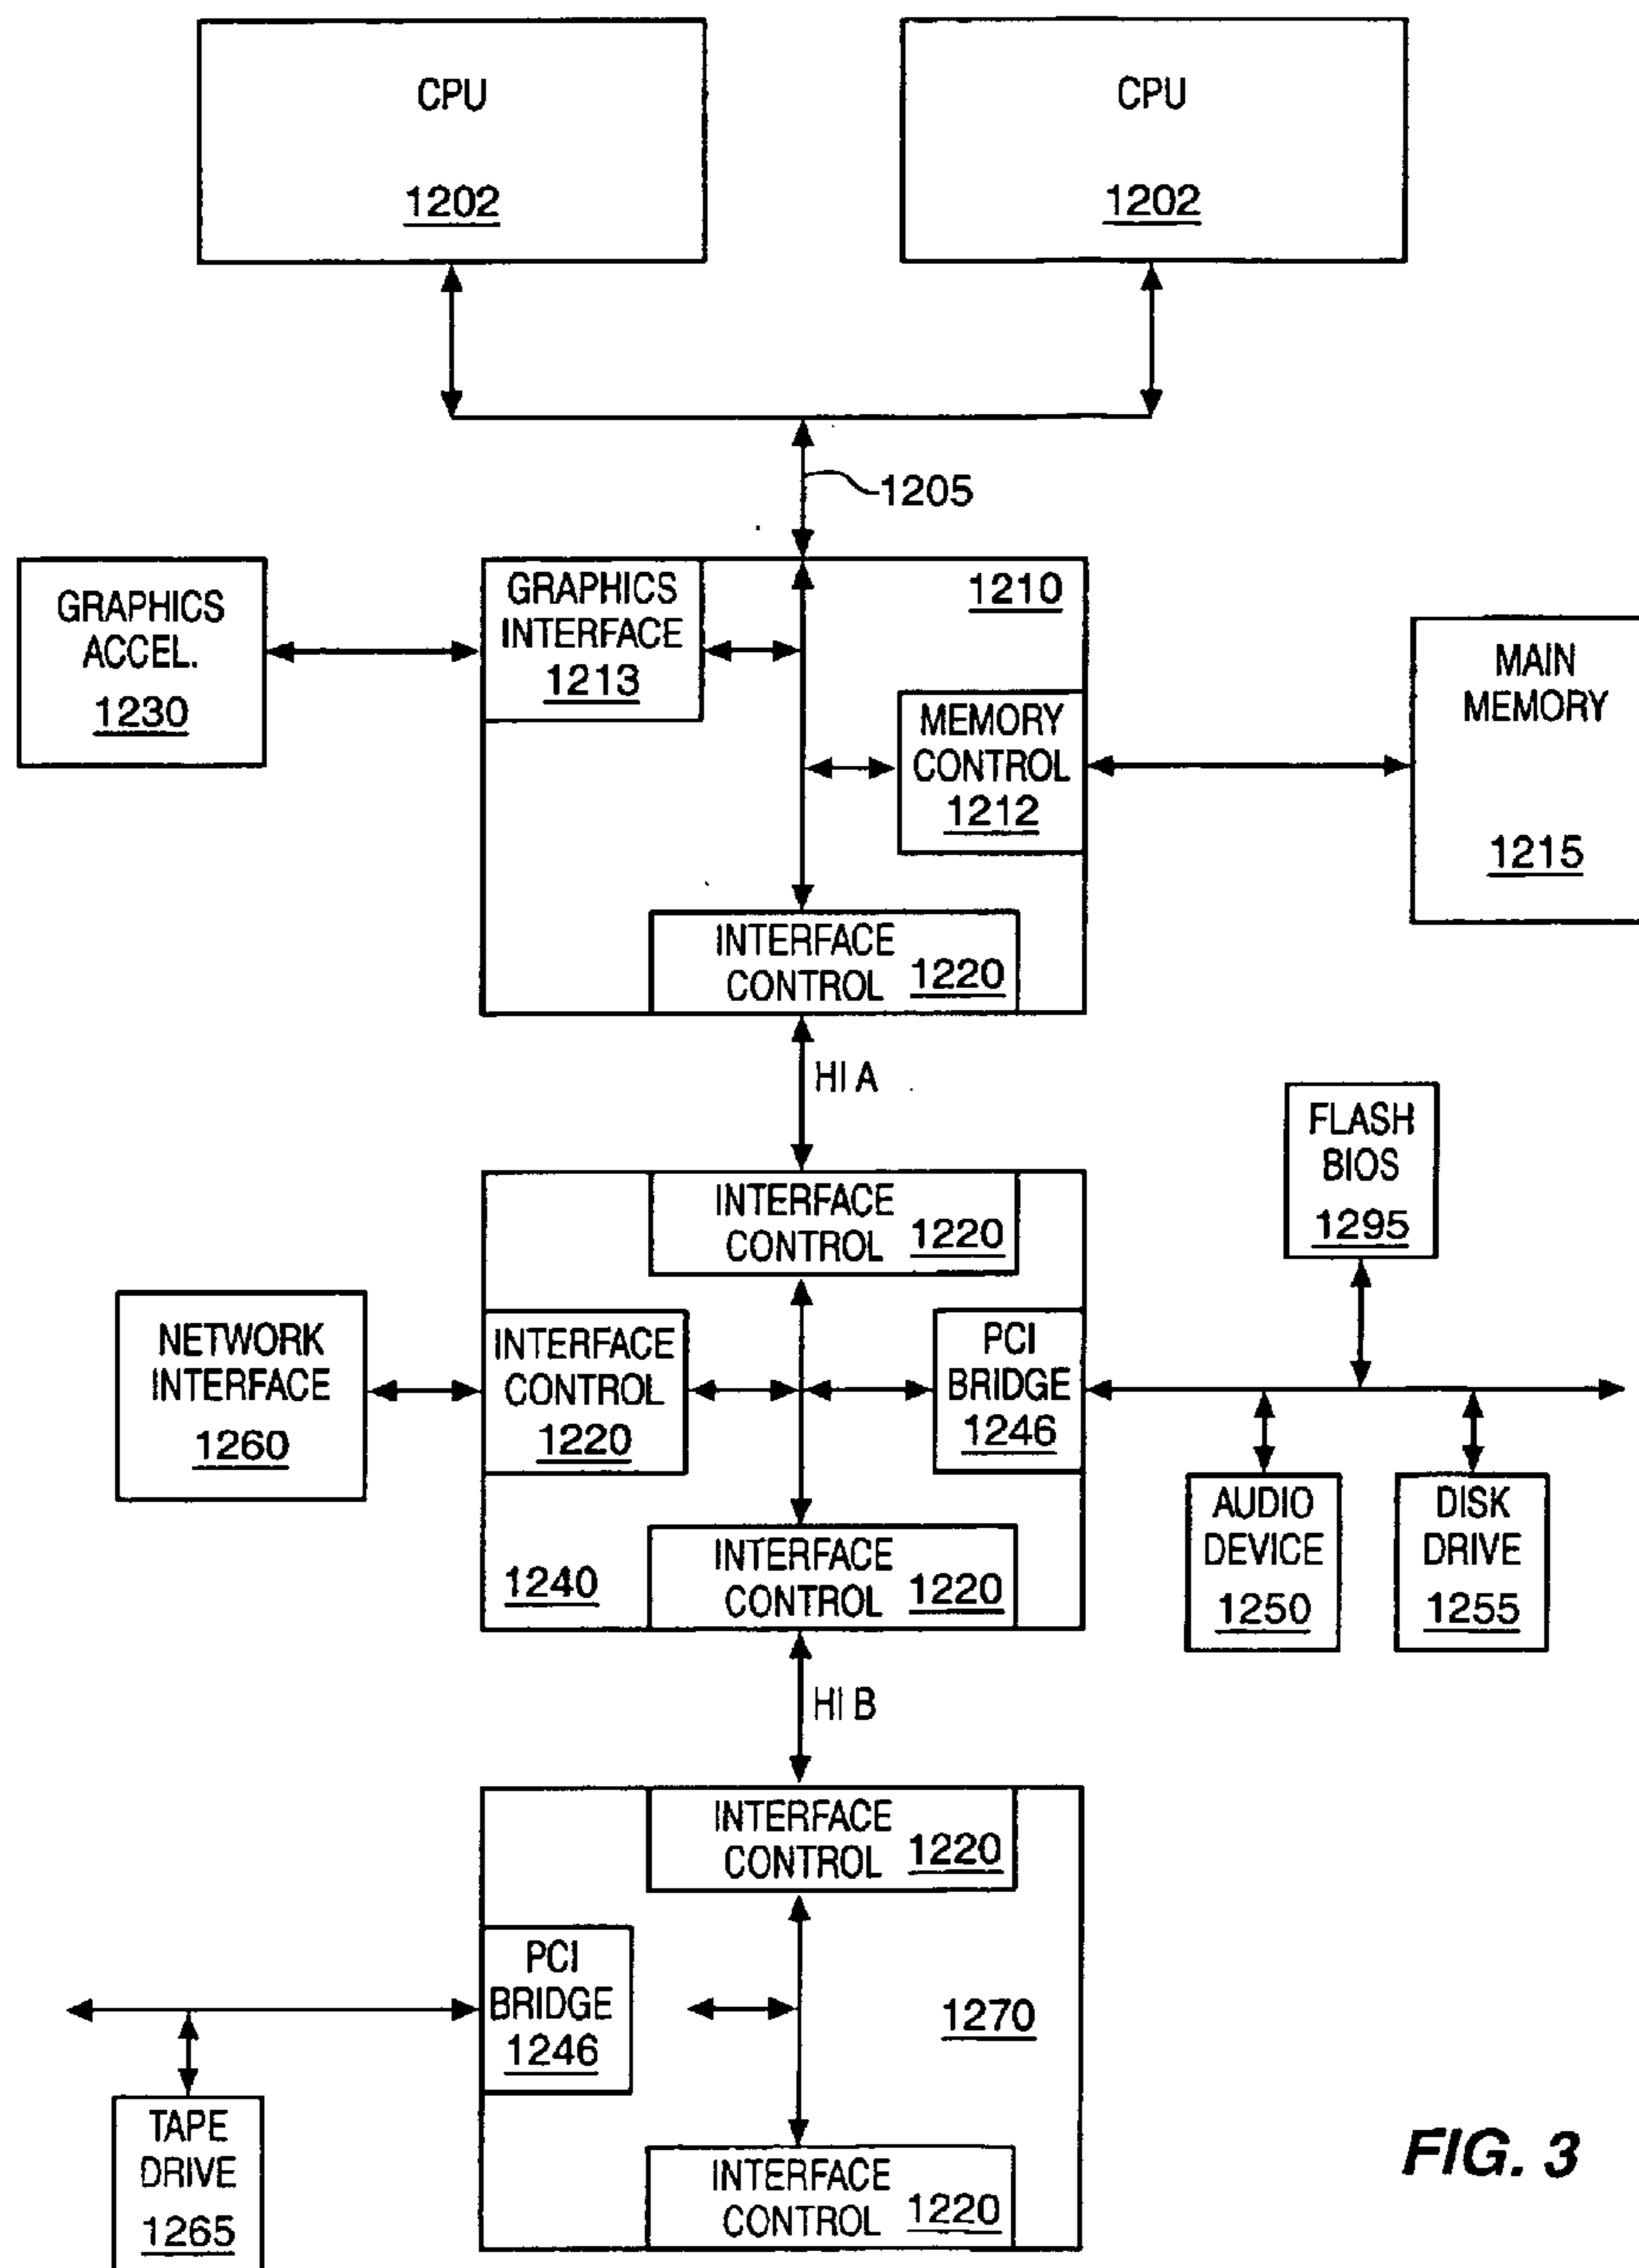 CPU
1202
CPU
1202
1205
GRAPHICS
ACCEL.
1230
GRAPHICS
INTERFACE
1213
1210
MEMORY
CONTROL
1212
MAIN
MEMORY
1215
INTERFACE
CONTROL 1220
HI A
FLASH
BIOS
1295
INTERFACE
CONTROL 1220
NETWORK
INTERFACE
1260
INTERFACE
CONTROL
1220
PCI
BRIDGE
1246
AUDIO
DEVICE
1250
DISK
DRIVE
1255
1240
INTERFACE
CONTROL 1220
HI B
INTERFACE
CONTROL 1220
PCI
BRIDGE
1246
1270
TAPE
DRIVE
1265
INTERFACE
CONTROL 1220
FIG. 3